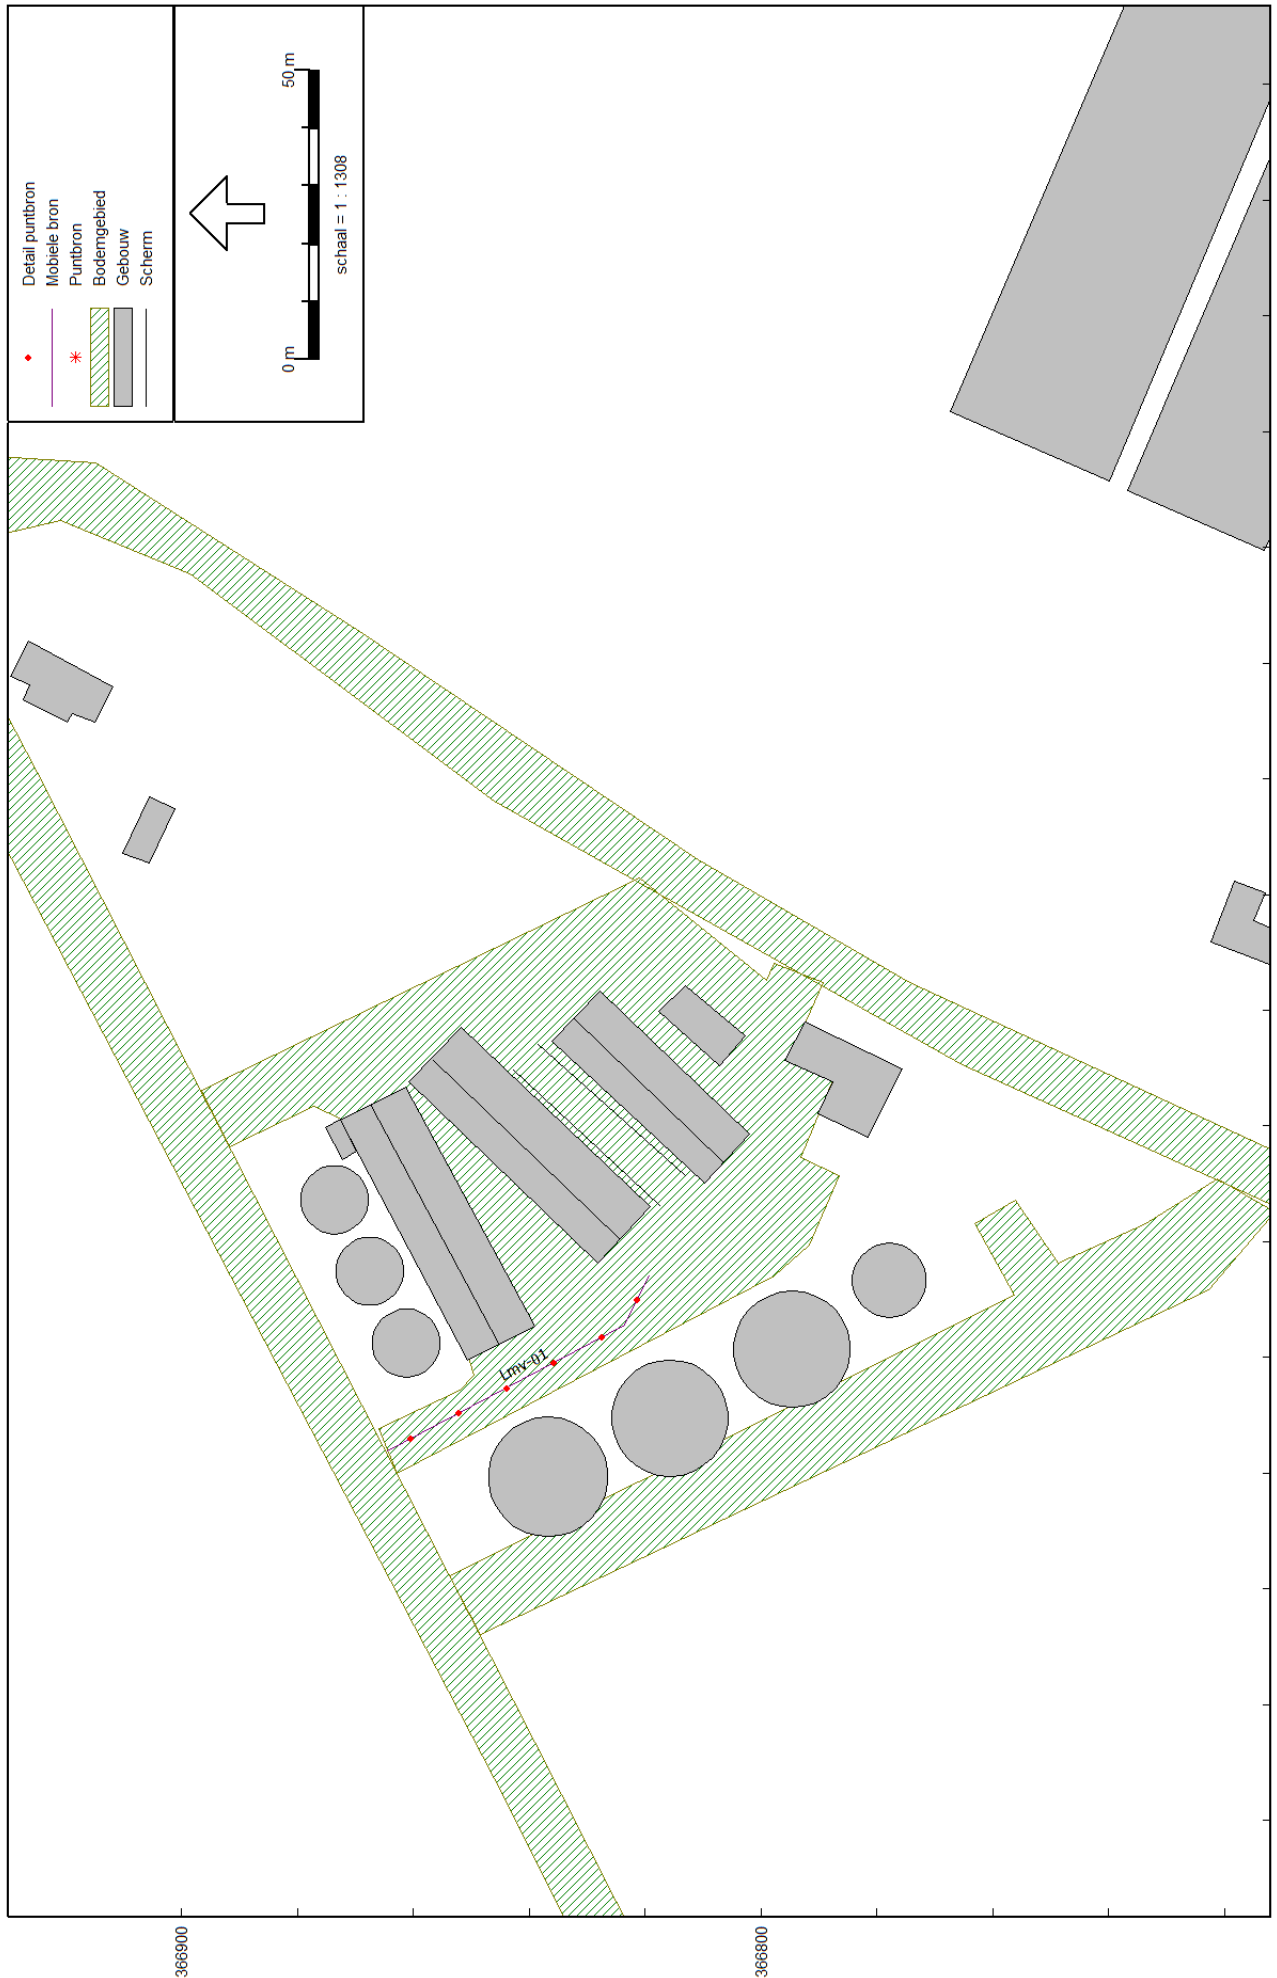 Detail puntbron
Mobiele bron
Puntbron
Bodemgebied
Gebouw
Scherm
0 m
50 m
schaal = 1 : 1308
Lmv-01
366900
366800